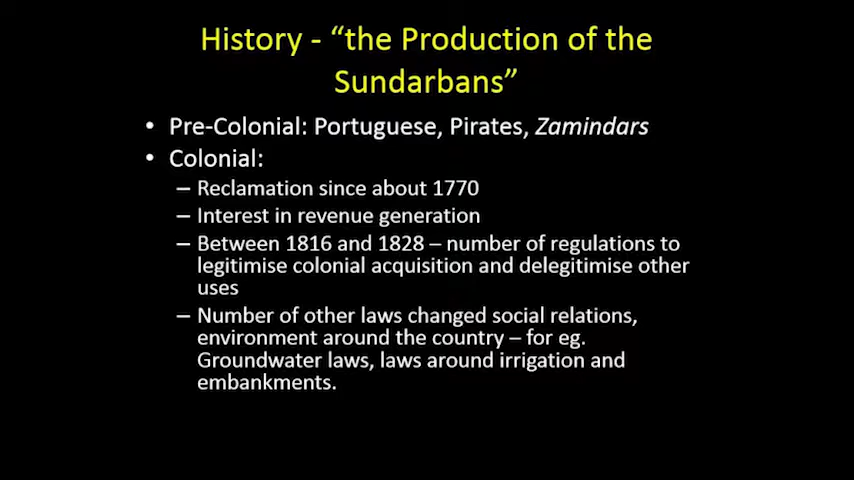 History - “the Production of the
Sundarbans”
• Pre-Colonial: Portuguese, Pirates, Zamindars
• Colonial:
– Reclamation since about 1770
– Interest in revenue generation
– Between 1816 and 1828 – number of regulations to
legitimise colonial acquisition and delegitimise other
uses
– Number of other laws changed social relations,
environment around the country – for eg.
Groundwater laws, laws around irrigation and
embankments.